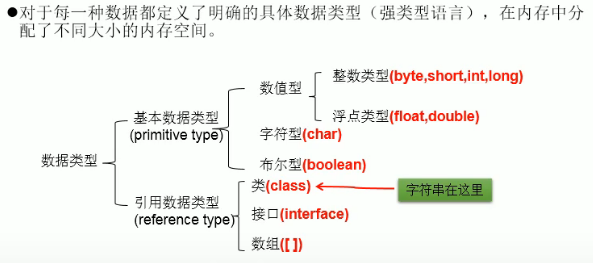 ●对于每一种数据都定义了明确的具体数据类型（强类型语言），在内存中分
配了不同大小的内存空间。
整数类型(byte,short,int,long)
数值型
基本数据类型
(primitive type)
浮点类型(float,double)
字符型(char)
数据类型
布尔型(boolean)
类(class)
字符串在这里
引用数据类型
(reference type)
接口(interface)
数组([ ])